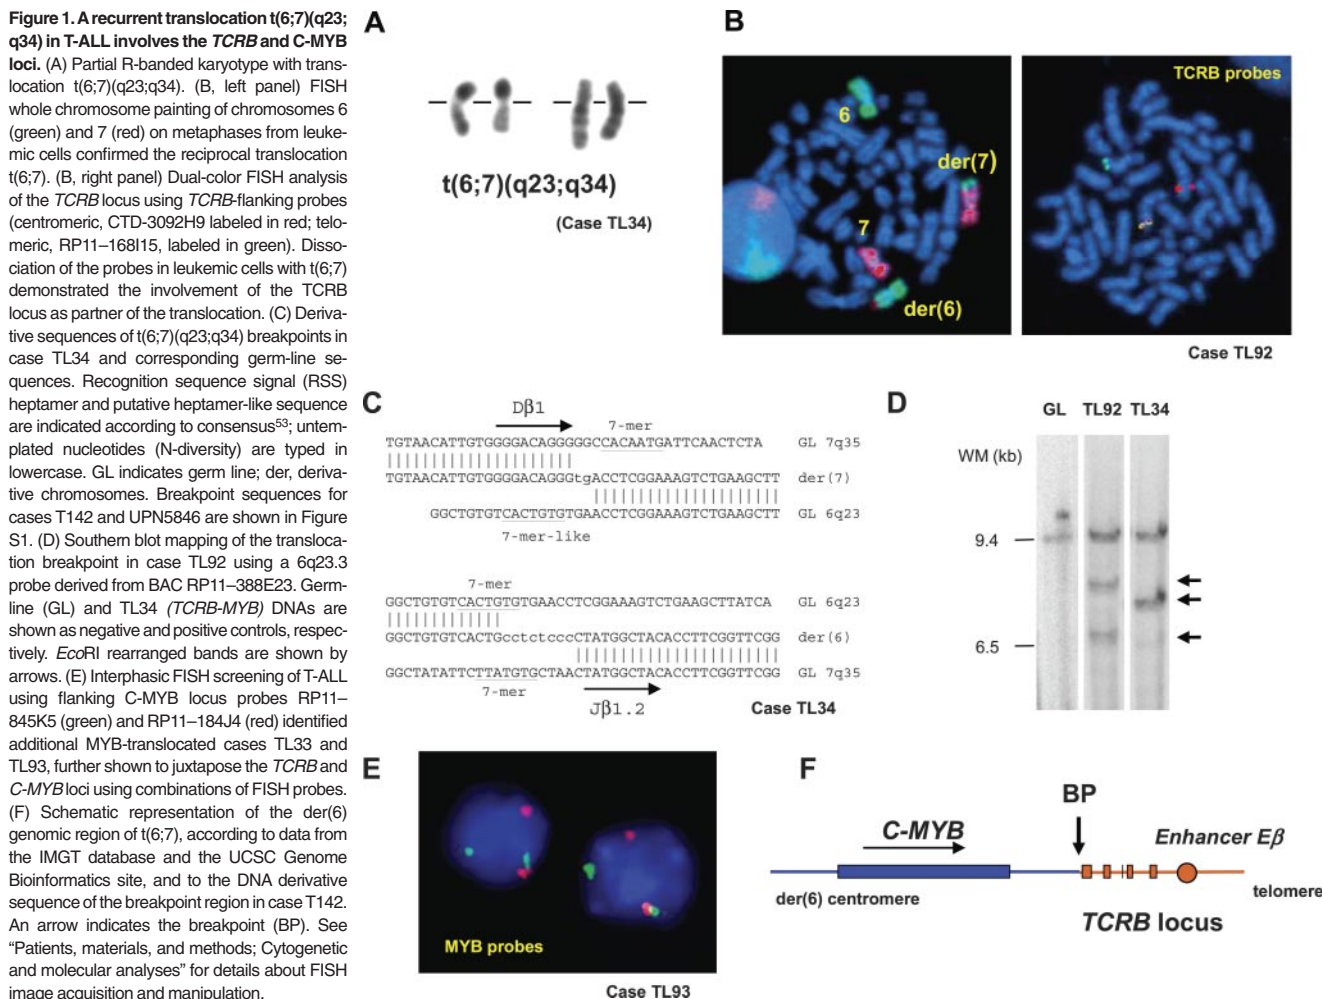 Figure 1. A recurrent translocation t(6;7)(q23;
q34) in T-ALL involves the TCRB and C-MYB
loci. (A) Partial R-banded karyotype with trans-
location t(6;7)(q23;q34). (B, left panel) FISH
whole chromosome painting of chromosomes 6
(green) and 7 (red) on metaphases from leuke-
mic cells confirmed the reciprocal translocation
t(6;7). (B, right panel) Dual-color FISH analysis
of the TCRB locus using TCRB-flanking probes
(centromeric, CTD-3092H9 labeled in red; telo-
meric, RP11–168I15, labeled in green). Disso-
ciation of the probes in leukemic cells with t(6;7)
demonstrated the involvement of the TCRB
locus as partner of the translocation. (C) Deriva-
tive sequences of t(6;7)(q23;q34) breakpoints in
case TL34 and corresponding germ-line se-
quences. Recognition sequence signal (RSS)
heptamer and putative heptamer-like sequence
are indicated according to consensus53; untem-
plated nucleotides (N-diversity) are typed in
lowercase. GL indicates germ line; der, deriva-
tive chromosomes. Breakpoint sequences for
cases T142 and UPN5846 are shown in Figure
S1. (D) Southern blot mapping of the transloca-
tion breakpoint in case TL92 using a 6q23.3
probe derived from BAC RP11–388E23. Germ-
line (GL) and TL34 (TCRB-MYB) DNAs are
shown as negative and positive controls, respec-
tively. EcoRI rearranged bands are shown by
arrows. (E) Interphasic FISH screening of T-ALL
using flanking C-MYB locus probes RP11–
845K5 (green) and RP11–184J4 (red) identified
additional MYB-translocated cases TL33 and
TL93, further shown to juxtapose the TCRB and
C-MYB loci using combinations of FISH probes.
(F) Schematic representation of the der(6)
genomic region of t(6;7), according to data from
the IMGT database and the UCSC Genome
Bioinformatics site, and to the DNA derivative
sequence of the breakpoint region in case T142.
An arrow indicates the breakpoint (BP). See
“Patients, materials, and methods; Cytogenetic
and molecular analyses” for details about FISH
image acquisition and manipulation.
A
t(6;7)(q23;q34)
(Case TL34)
B
6
der(7)
7
der(6)
TCRB probes
Case TL92
C
Dβ1
7-mer
TGTAACATTGTGGGGACAGGGGGCCACAATGATTCAACTCTA GL 7q35
TGTAACATTGTGGGGACAGGGtgACCTCGGAAAGTCTGAAGCTT der(7)
GGCTGTGTCACTGTGTGAACCTCGGAAAGTCTGAAGCTT GL 6q23
7-mer-like
7-mer
GGCTGTGTCACTGTGTGAACCTCGGAAAGTCTGAAGCTTATCA GL 6q23
GGCTGTGTCACTGcctctcccCTATGGCTACACCTTCGGTTCGG der(6)
GGCTATATTCTTATGTGCTAACTATGGCTACACCTTCGGTTCGG GL 7q35
7-mer
Jβ1.2
Case TL34
D
GL TL92 TL34
WM (kb)
9.4
6.5
E
MYB probes
Case TL93
F
BP
C-MYB
Enhancer Eβ
der(6) centromere
telomere
TCRB locus